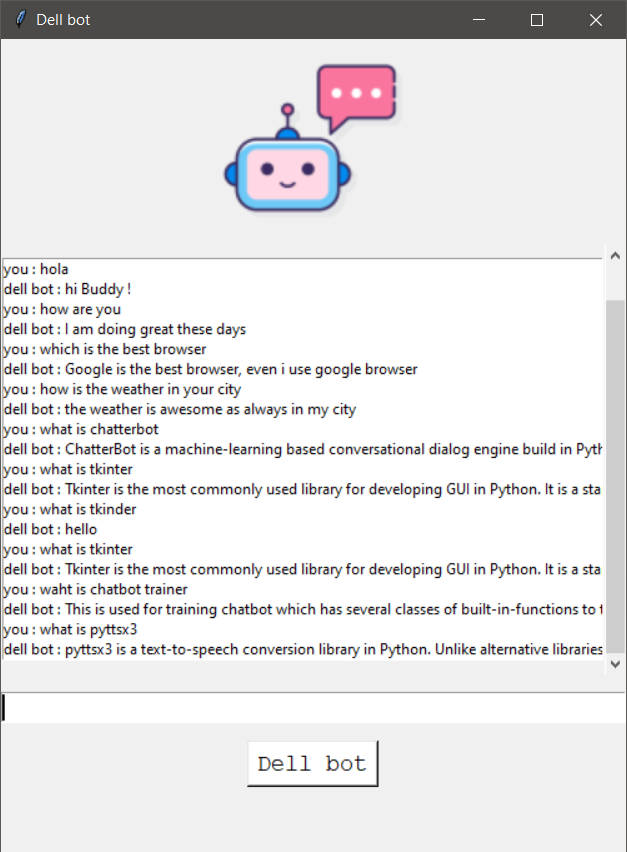 Dell bot
you : hola
dell bot : hi Buddy !
you : how are you
dell bot : I am doing great these days
you : which is the best browser
dell bot : Google is the best browser, even i use google browser
you : how is the weather in your city
dell bot : the weather is awesome as always in my city
you : what is chatterbot
dell bot : ChatterBot is a machine-learning based conversational dialog engine build in Pyth
you : what is tkinter
dell bot : Tkinter is the most commonly used library for developing GUI in Python. It is a sta
you : what is tkinder
dell bot : hello
you : what is tkinter
dell bot : Tkinter is the most commonly used library for developing GUI in Python. It is a sta
you : waht is chatbot trainer
dell bot : This is used for training chatbot which has several classes of built-in-functions to t
you : what is pyttsx3
dell bot : pyttsx3 is a text-to-speech conversion library in Python. Unlike alternative libraries
Dell bot